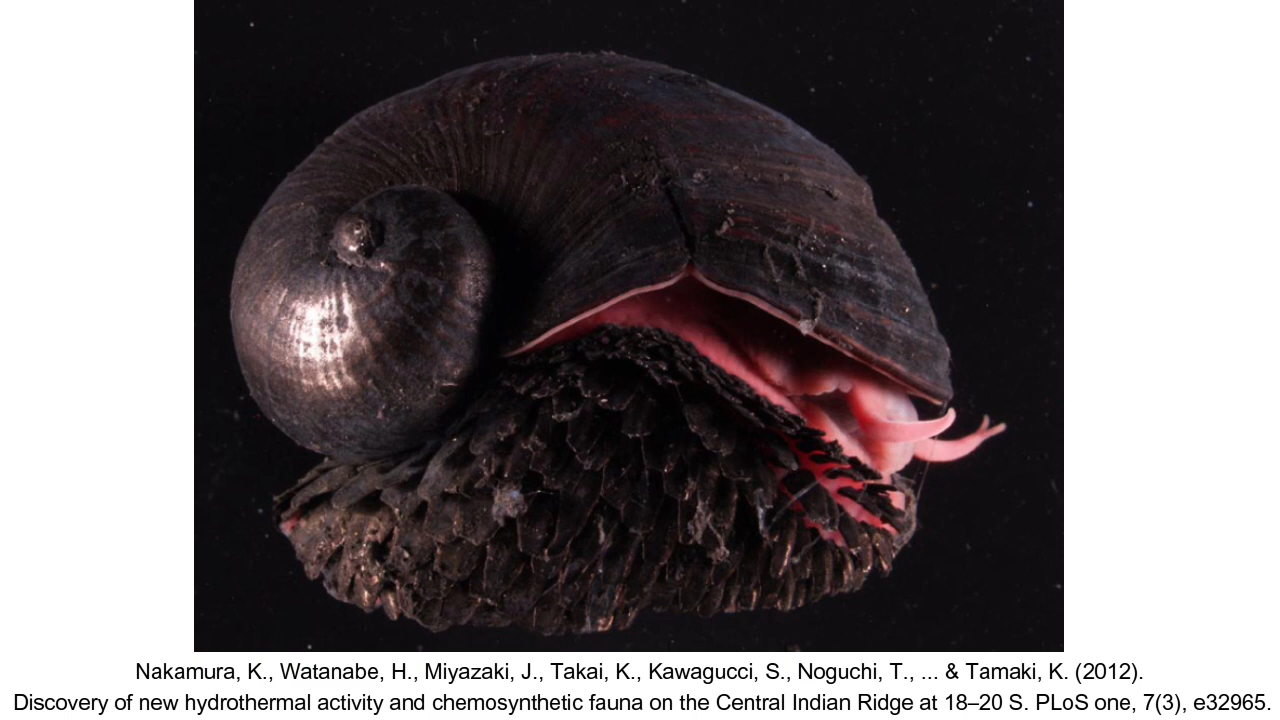 Nakamura, K., Watanabe, H., Miyazaki, J., Takai, K., Kawagucci, S., Noguchi, T., ... & Tamaki, K. (2012).
Discovery of new hydrothermal activity and chemosynthetic fauna on the Central Indian Ridge at 18–20 S. PLoS one, 7(3), e32965.